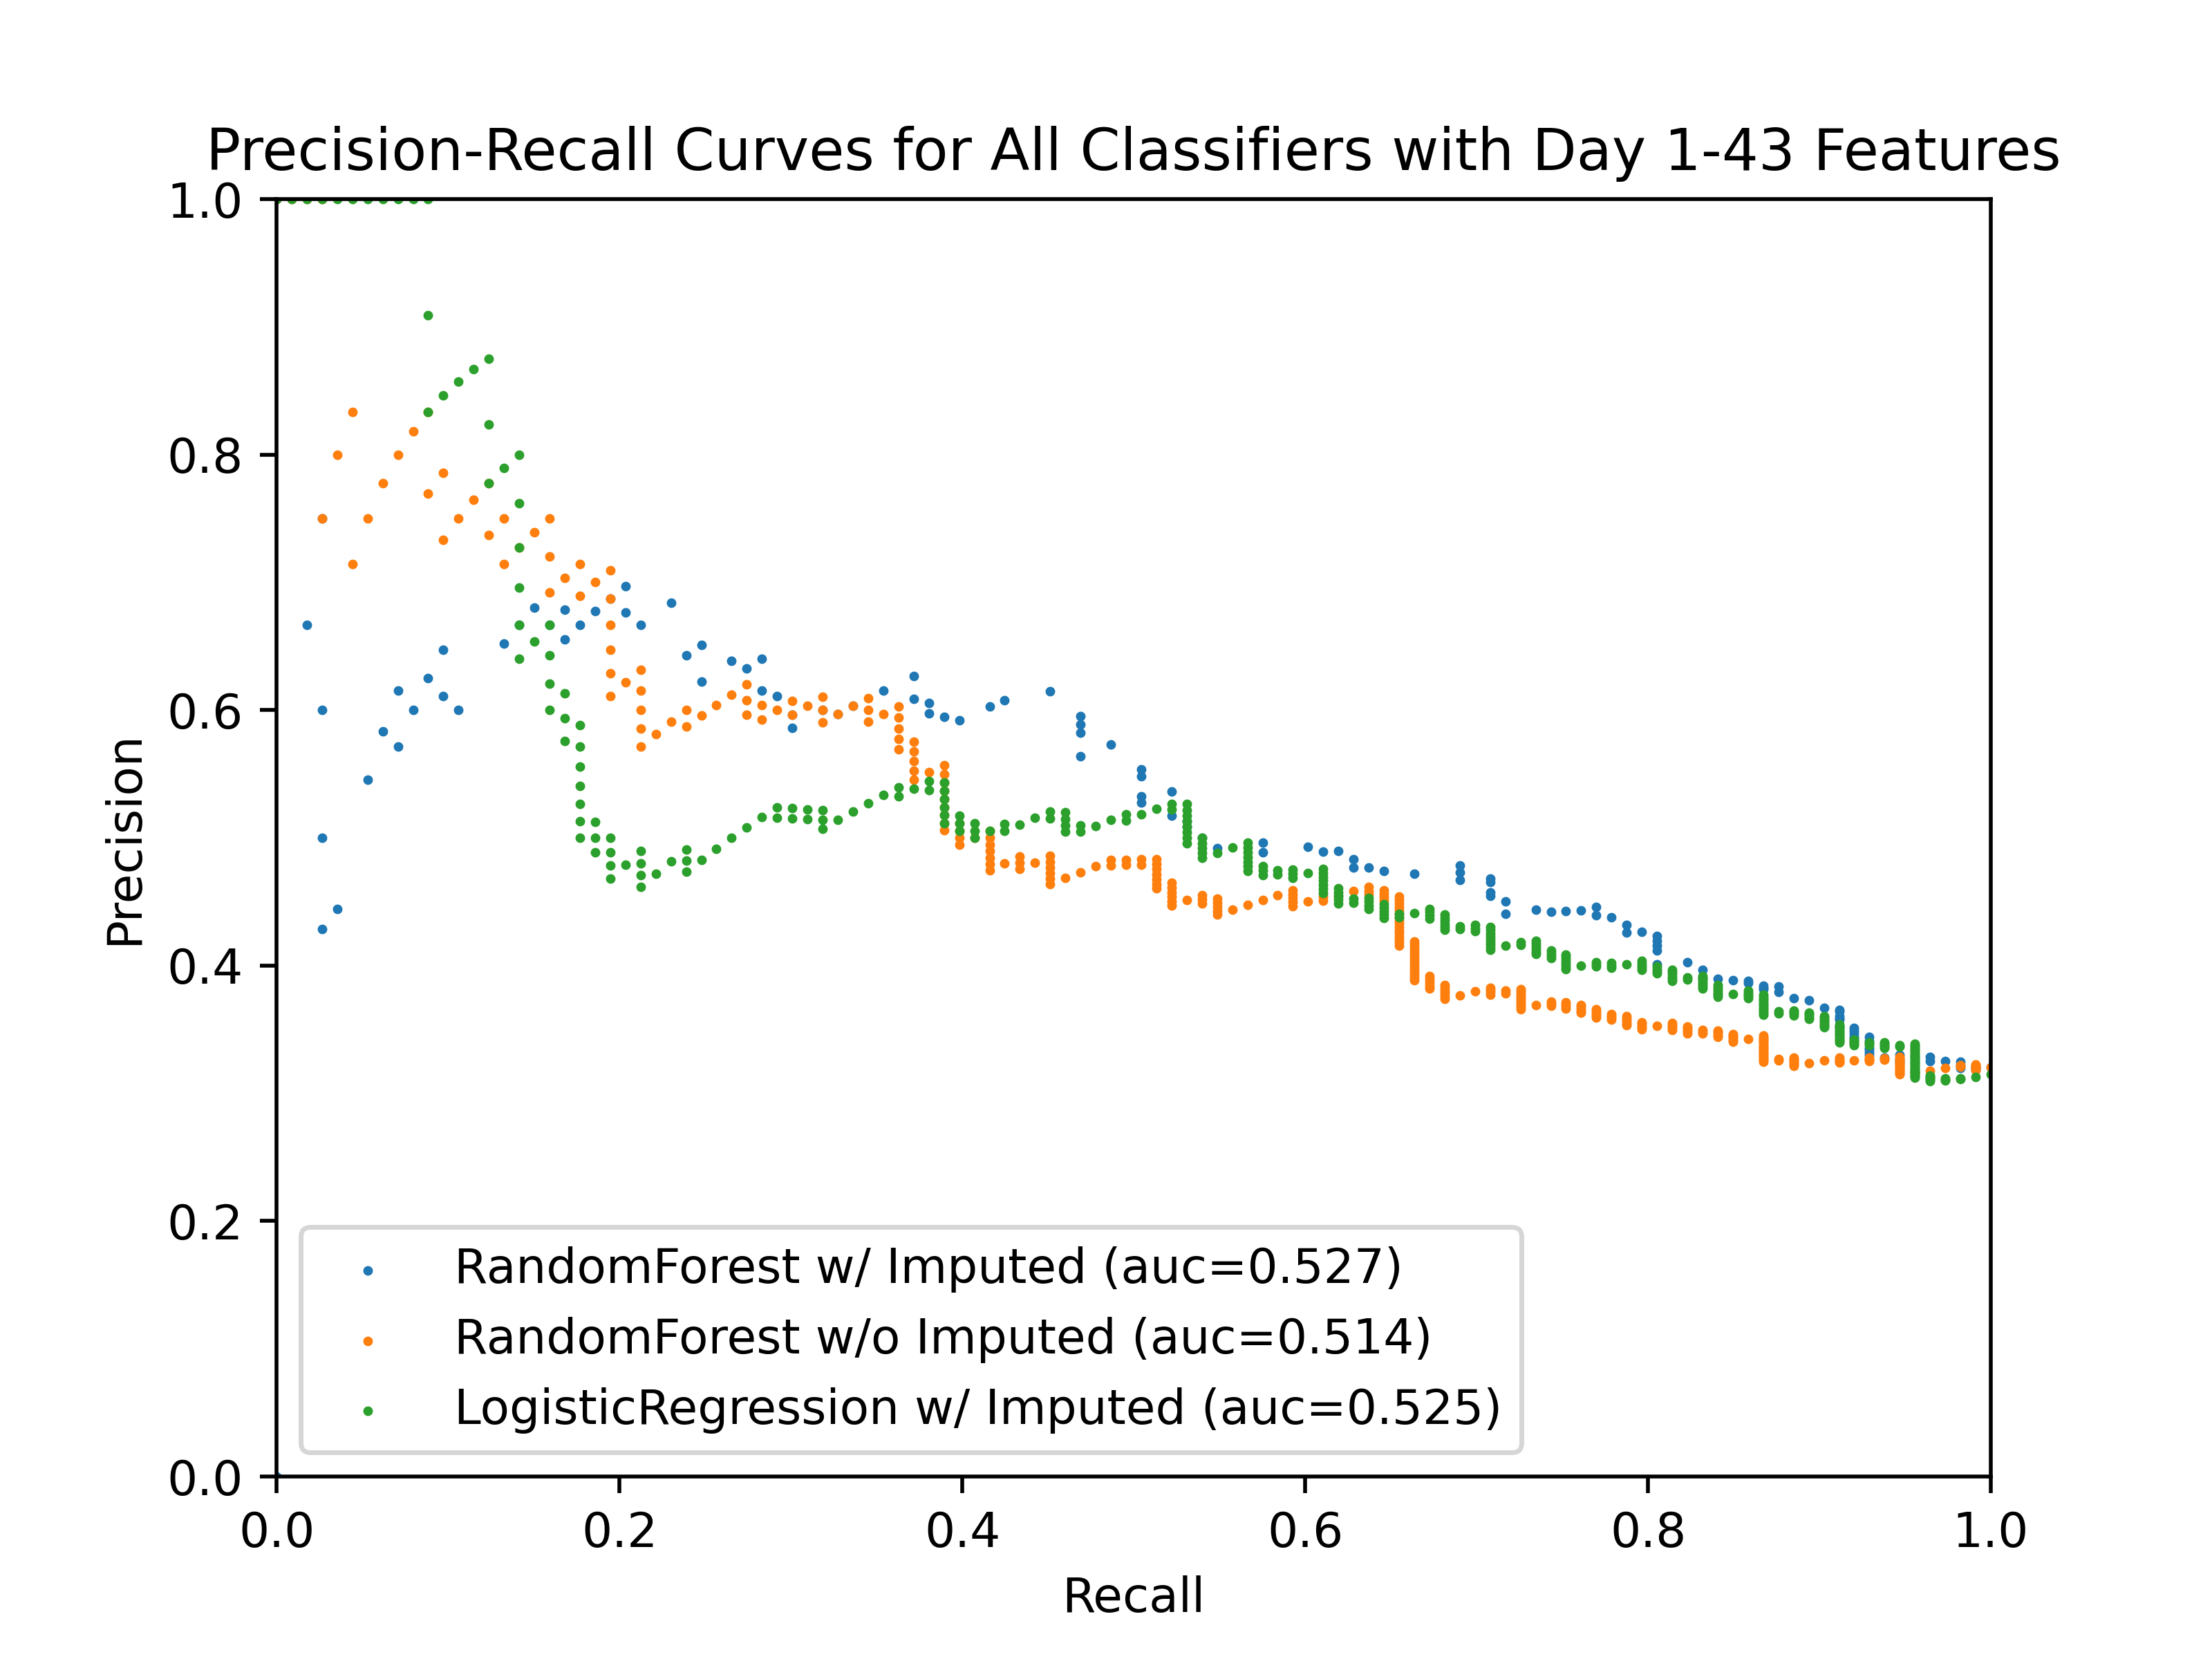 Precision-Recall Curves for All Classifiers with Day 1-43 Features
1.0
0.8
0.6
0.4
0.2
0.0
Precision
RandomForest w/ Imputed (auc=0.527)
RandomForest w/o Imputed (auc=0.514)
LogisticRegression w/ Imputed (auc=0.525)
0.0 0.2 0.4 0.6 0.8 1.0
Recall